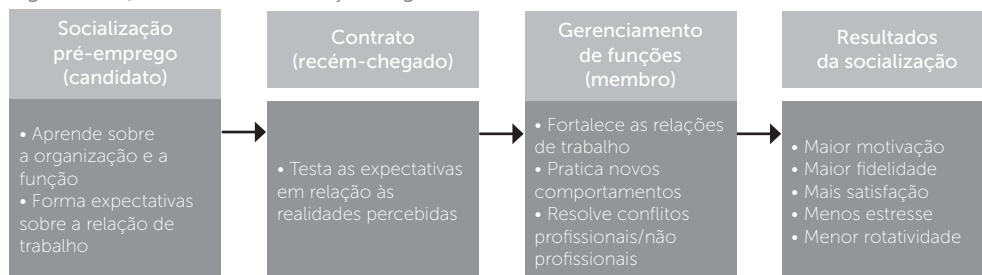 Socialização
pré-emprego
(candidato)
• Aprende sobre
a organização e a
função
• Forma expectativas
sobre a relação de
trabalho
Contrato
(recém-chegado)
• Testa as expectativas
em relação às
realidades percebidas
Gerenciamento
de funções
(membro)
• Fortalece as relações
de trabalho
• Pratica novos
comportamentos
• Resolve conflitos
profissionais/não
profissionais
Resultados
da socialização
• Maior motivação
• Maior fidelidade
• Mais satisfação
• Menos estresse
• Menor rotatividade